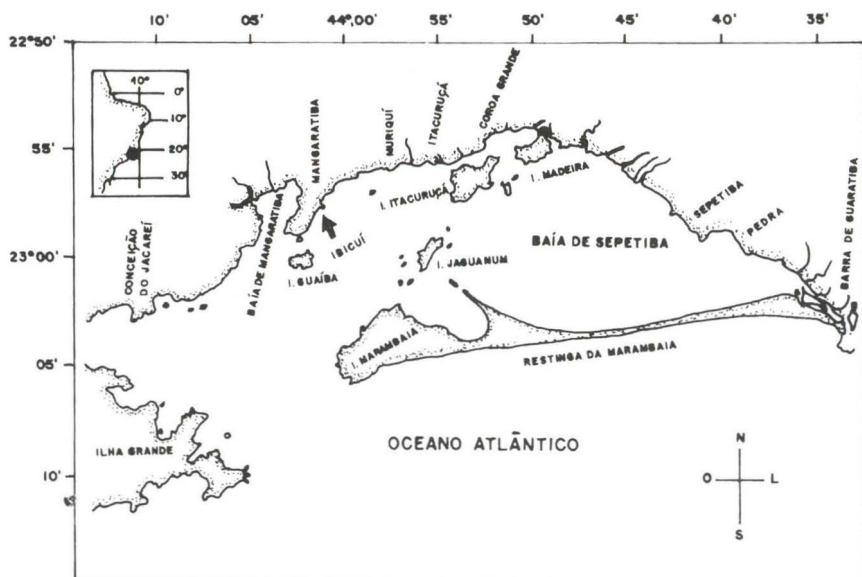 10'
05'
44°00'
55'
50'
45'
40'
35'
22°50'
55'
23°00'
05'
10'
40°
0°
10°
20°
30°
CONCEIÇÃO
DO JACAREÍ
BAÍA DE MANGARATIBA
MANGARATIBA
IBICUÍ
MURIQUÍ
ITACURUÇÁ
COROA GRANDE
I. GUAÍBA
I. ITACURUÇÁ
I. MADEIRA
I. JAGUANUM
BAÍA DE SEPETIBA
SEPETIBA
PEDRA
BARRA DE GUARATIBA
I. MARAMBAIA
RESTINGA DA MARAMBAIA
ILHA GRANDE
OCEANO ATLÂNTICO
N
O
L
S